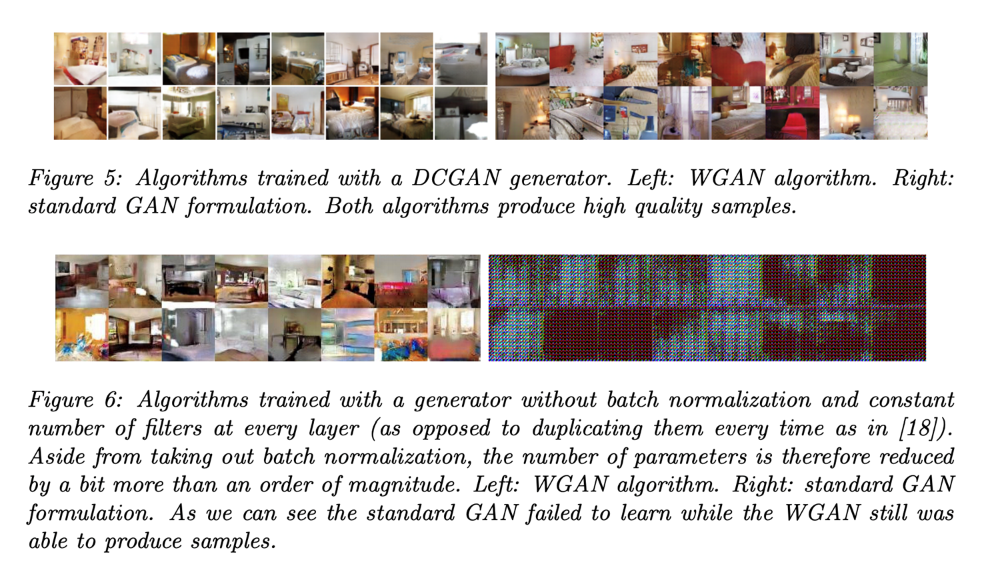 Figure 5: Algorithms trained with a DCGAN generator. Left: WGAN algorithm. Right:
standard GAN formulation. Both algorithms produce high quality samples.
Figure 6: Algorithms trained with a generator without batch normalization and constant
number of filters at every layer (as opposed to duplicating them every time as in [18]).
Aside from taking out batch normalization, the number of parameters is therefore reduced
by a bit more than an order of magnitude. Left: WGAN algorithm. Right: standard GAN
formulation. As we can see the standard GAN failed to learn while the WGAN still was
able to produce samples.